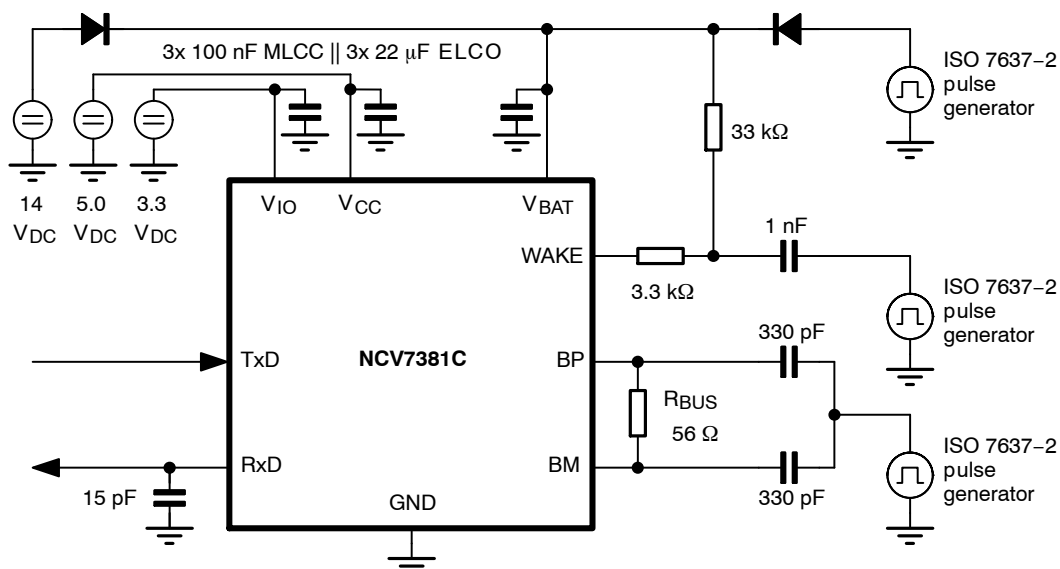 3x 100 nF MLCC || 3x 22 μF ELCO
ISO 7637−2
pulse
generator
14
VDC
5.0
VDC
3.3
VDC
VIO
VCC
VBAT
33 kΩ
WAKE
3.3 kΩ
1 nF
ISO 7637−2
pulse
generator
TxD
NCV7381C
BP
330 pF
RBUS
56 Ω
RxD
BM
330 pF
ISO 7637−2
pulse
generator
15 pF
GND